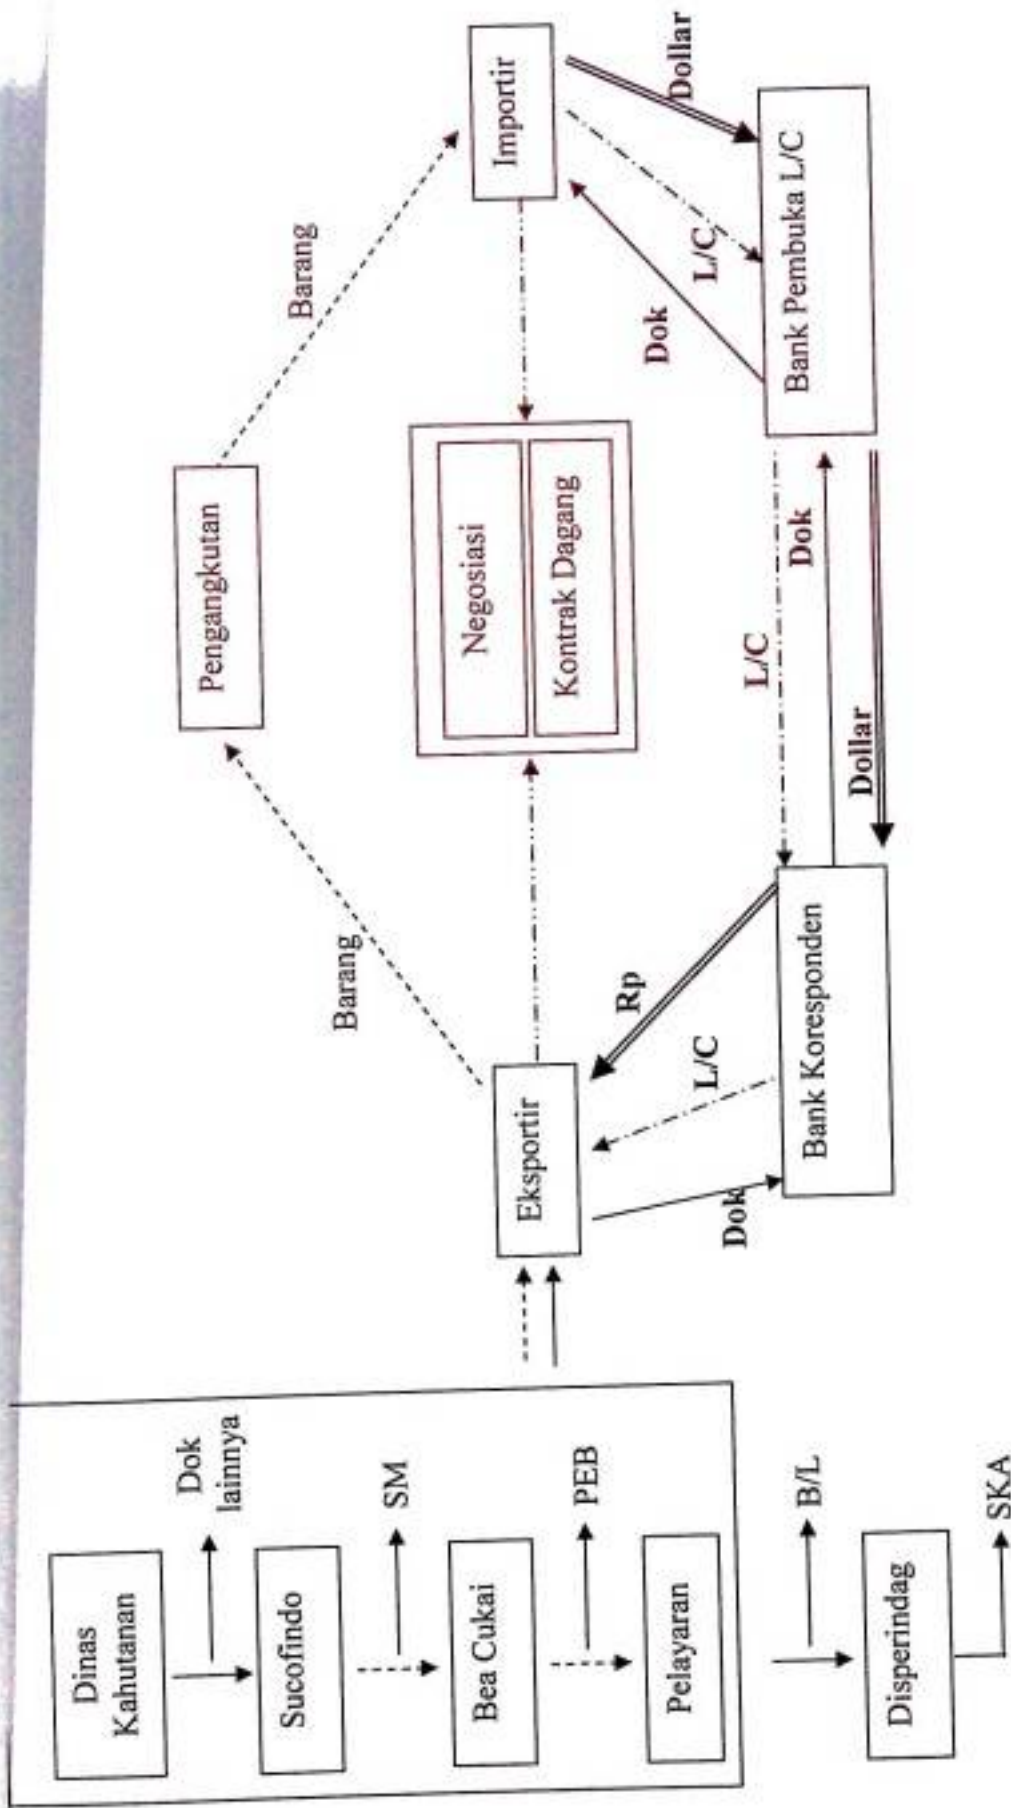 Dinas
Kahutanan
Dok
lainnya
Sucofindo
SM
Bea Cukai
PEB
Pelayaran
B/L
Disperindag
SKA
Pengangkutan
Barang
Barang
Eksportir
Negosiasi
Kontrak Dagang
Importir
Dok
L/C
Rp
Dok
L/C
Dollar
L/C
Dok
Dollar
Bank Koresponden
Bank Pembuka L/C